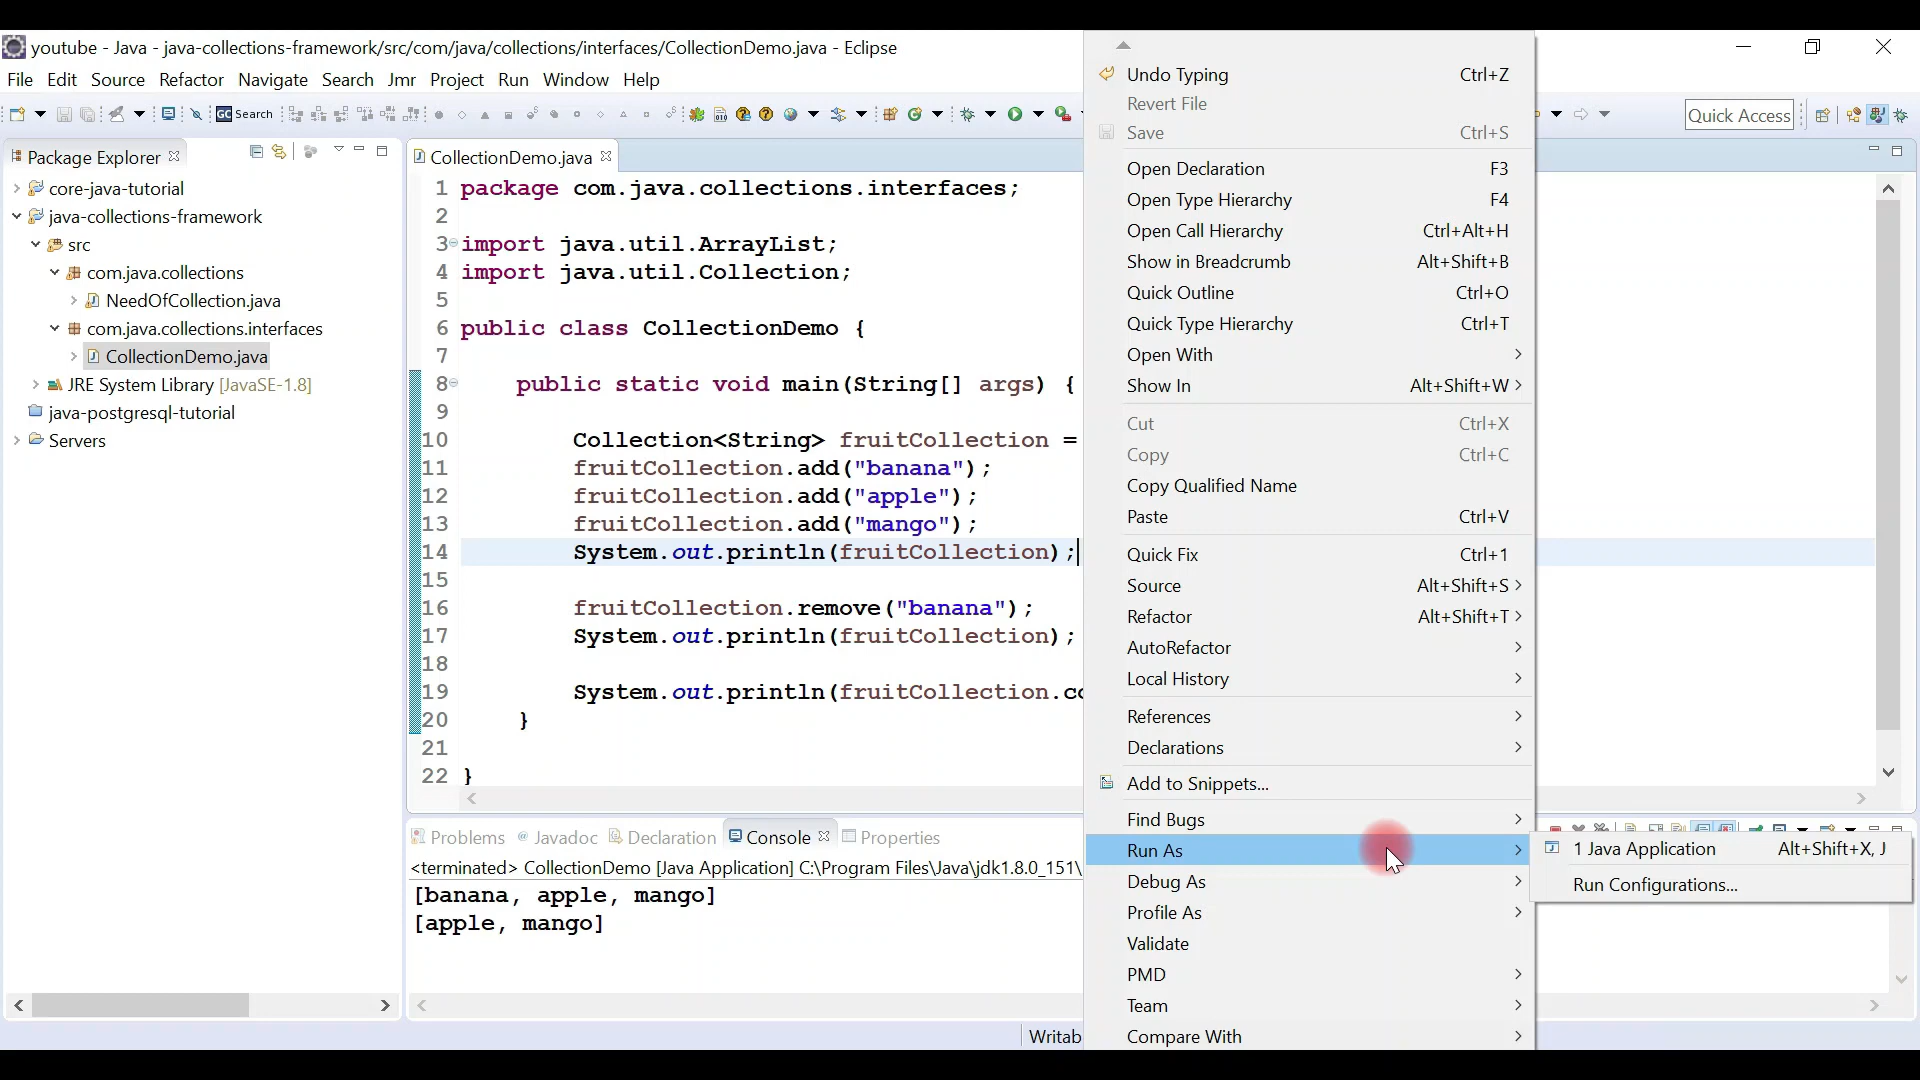 youtube - Java - java-collections-framework/src/com/java/collections/interfaces/CollectionDemo.java - Eclipse
File Edit Source Refactor Navigate Search Jmr Project Run Window Help
Search
Quick Access
Package Explorer
core-java-tutorial
java-collections-framework
src
com.java.collections
NeedOfCollection.java
com.java.collections.interfaces
CollectionDemo.java
JRE System Library [JavaSE-1.8]
java-postgresql-tutorial
Servers
CollectionDemo.java
1 package com.java.collections.interfaces;
2
3 import java.util.ArrayList;
4 import java.util.Collection;
5
6 public class CollectionDemo {
7
8 public static void main(String[] args) {
9
10 Collection<String> fruitCollection =
11 fruitCollection.add("banana");
12 fruitCollection.add("apple");
13 fruitCollection.add("mango");
14 System.out.println(fruitCollection);
15
16 fruitCollection.remove("banana");
17 System.out.println(fruitCollection);
18
19 System.out.println(fruitCollection.co
20 }
21
22 }
Problems Javadoc Declaration Console Properties
<terminated> CollectionDemo [Java Application] C:\Program Files\Java\jdk1.8.0_151\
[banana, apple, mango]
[apple, mango]
Writab
Undo Typing Ctrl+Z
Revert File
Save Ctrl+S
Open Declaration F3
Open Type Hierarchy F4
Open Call Hierarchy Ctrl+Alt+H
Show in Breadcrumb Alt+Shift+B
Quick Outline Ctrl+O
Quick Type Hierarchy Ctrl+T
Open With
Show In Alt+Shift+W
Cut Ctrl+X
Copy Ctrl+C
Copy Qualified Name
Paste Ctrl+V
Quick Fix Ctrl+1
Source Alt+Shift+S
Refactor Alt+Shift+T
AutoRefactor
Local History
References
Declarations
Add to Snippets...
Find Bugs
Run As
Debug As
Profile As
Validate
PMD
Team
Compare With
1 Java Application Alt+Shift+X, J
Run Configurations...